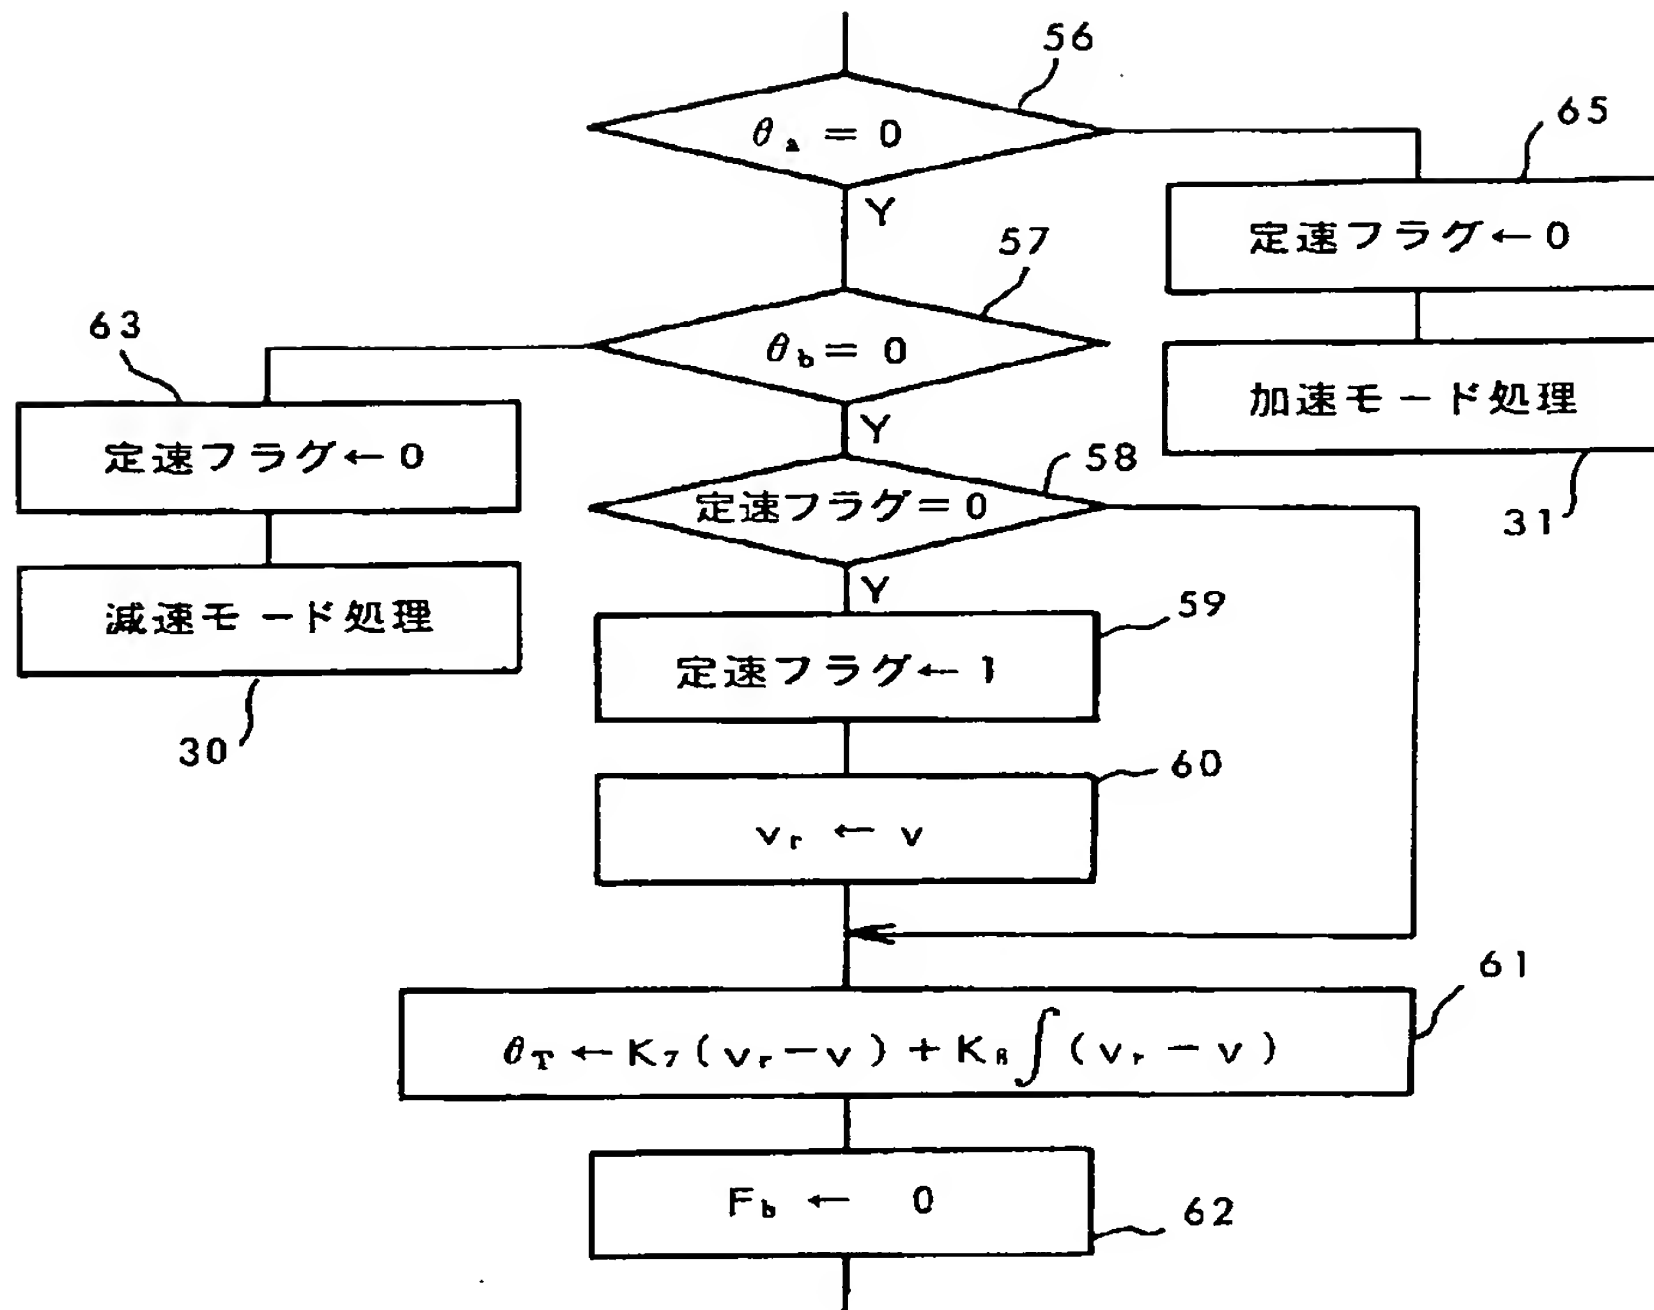 56
θa = 0
65
Y
定速フラグ←0
57
63
θb = 0
加速モード処理
Y
定速フラグ←0
58
定速フラグ=0
31
減速モード処理
Y
59
定速フラグ←1
30
60
vr ← v
61
θT ← K7 (vr − v) + K8 ∫ (vr − v)
Fb ← 0
62